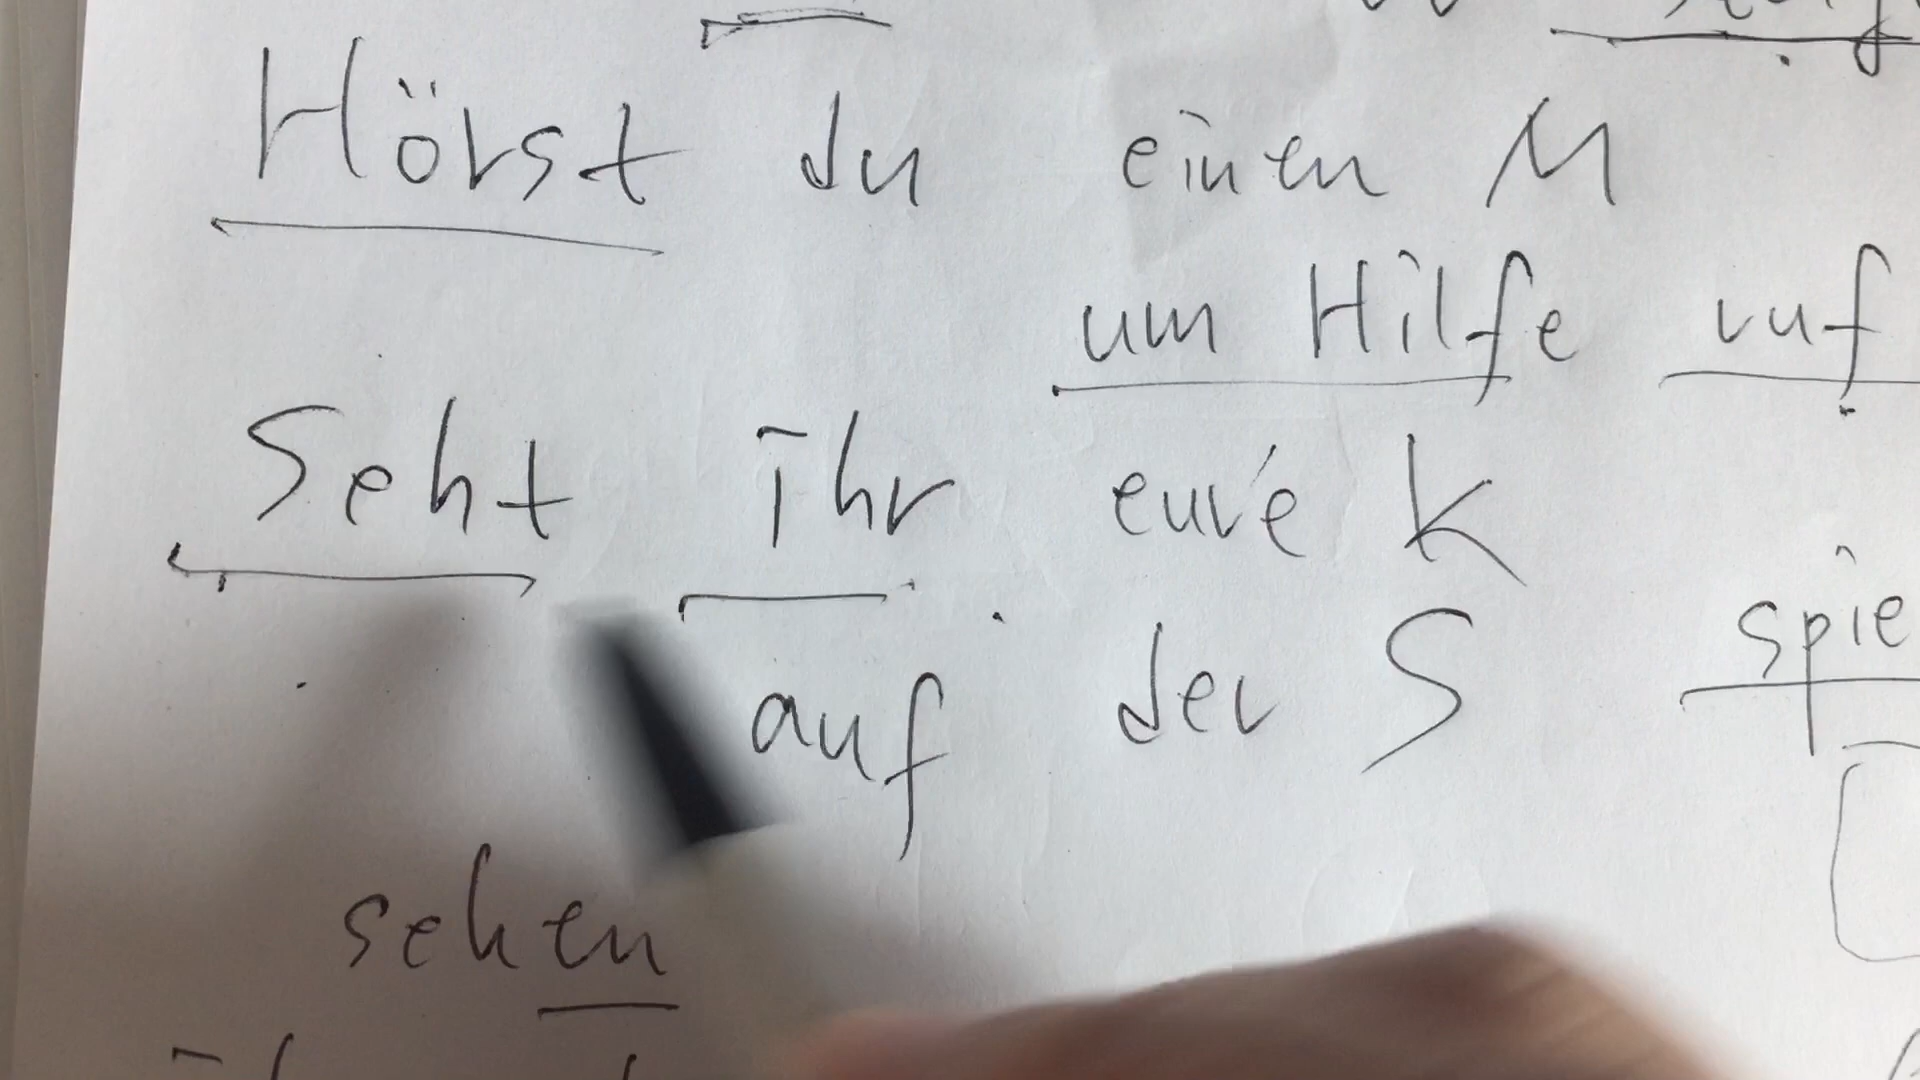 Hörst du einen M
um Hilfe ruf
Seht ihr eure K
auf der S spie
sehen